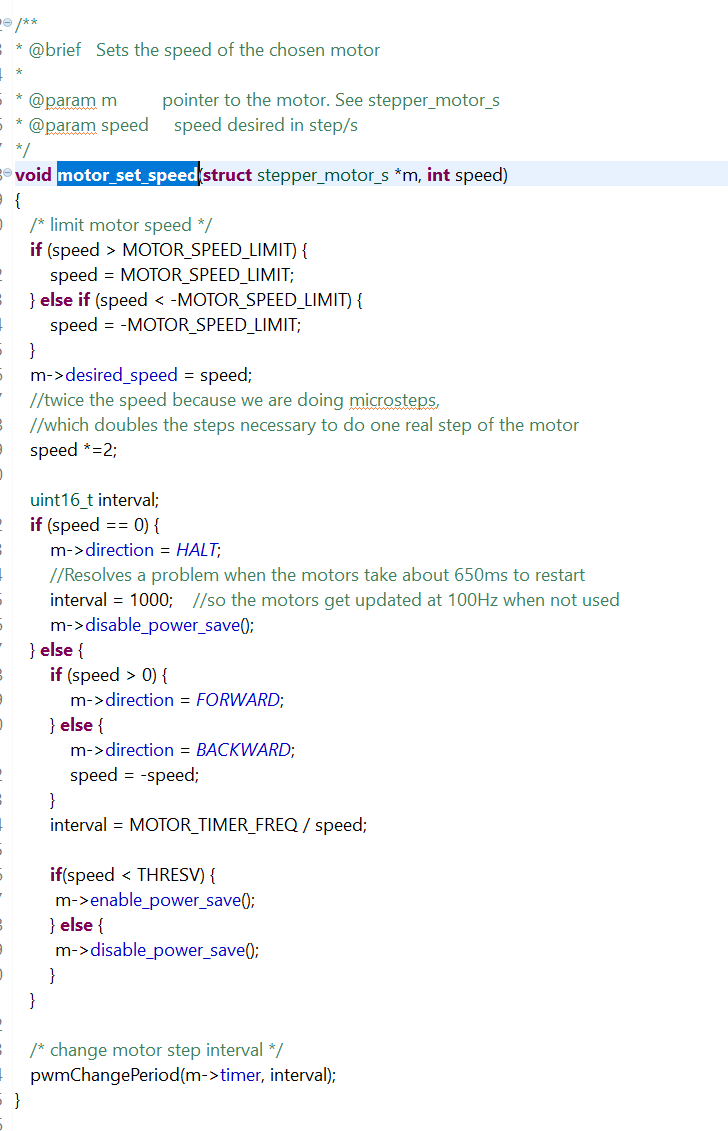 /**
* @brief   Sets the speed of the chosen motor
*
* @param m         pointer to the motor. See stepper_motor_s
* @param speed     speed desired in step/s
*/
void motor_set_speed(struct stepper_motor_s *m, int speed)
{
/* limit motor speed */
if (speed > MOTOR_SPEED_LIMIT) {
speed = MOTOR_SPEED_LIMIT;
} else if (speed < -MOTOR_SPEED_LIMIT) {
speed = -MOTOR_SPEED_LIMIT;
}
m->desired_speed = speed;
//twice the speed because we are doing microsteps,
//which doubles the steps necessary to do one real step of the motor
speed *=2;
uint16_t interval;
if (speed == 0) {
m->direction = HALT;
//Resolves a problem when the motors take about 650ms to restart
interval = 1000;    //so the motors get updated at 100Hz when not used
m->disable_power_save();
} else {
if (speed > 0) {
m->direction = FORWARD;
} else {
m->direction = BACKWARD;
speed = -speed;
}
interval = MOTOR_TIMER_FREQ / speed;
if(speed < THRESV) {
m->enable_power_save();
} else {
m->disable_power_save();
}
}
/* change motor step interval */
pwmChangePeriod(m->timer, interval);
}